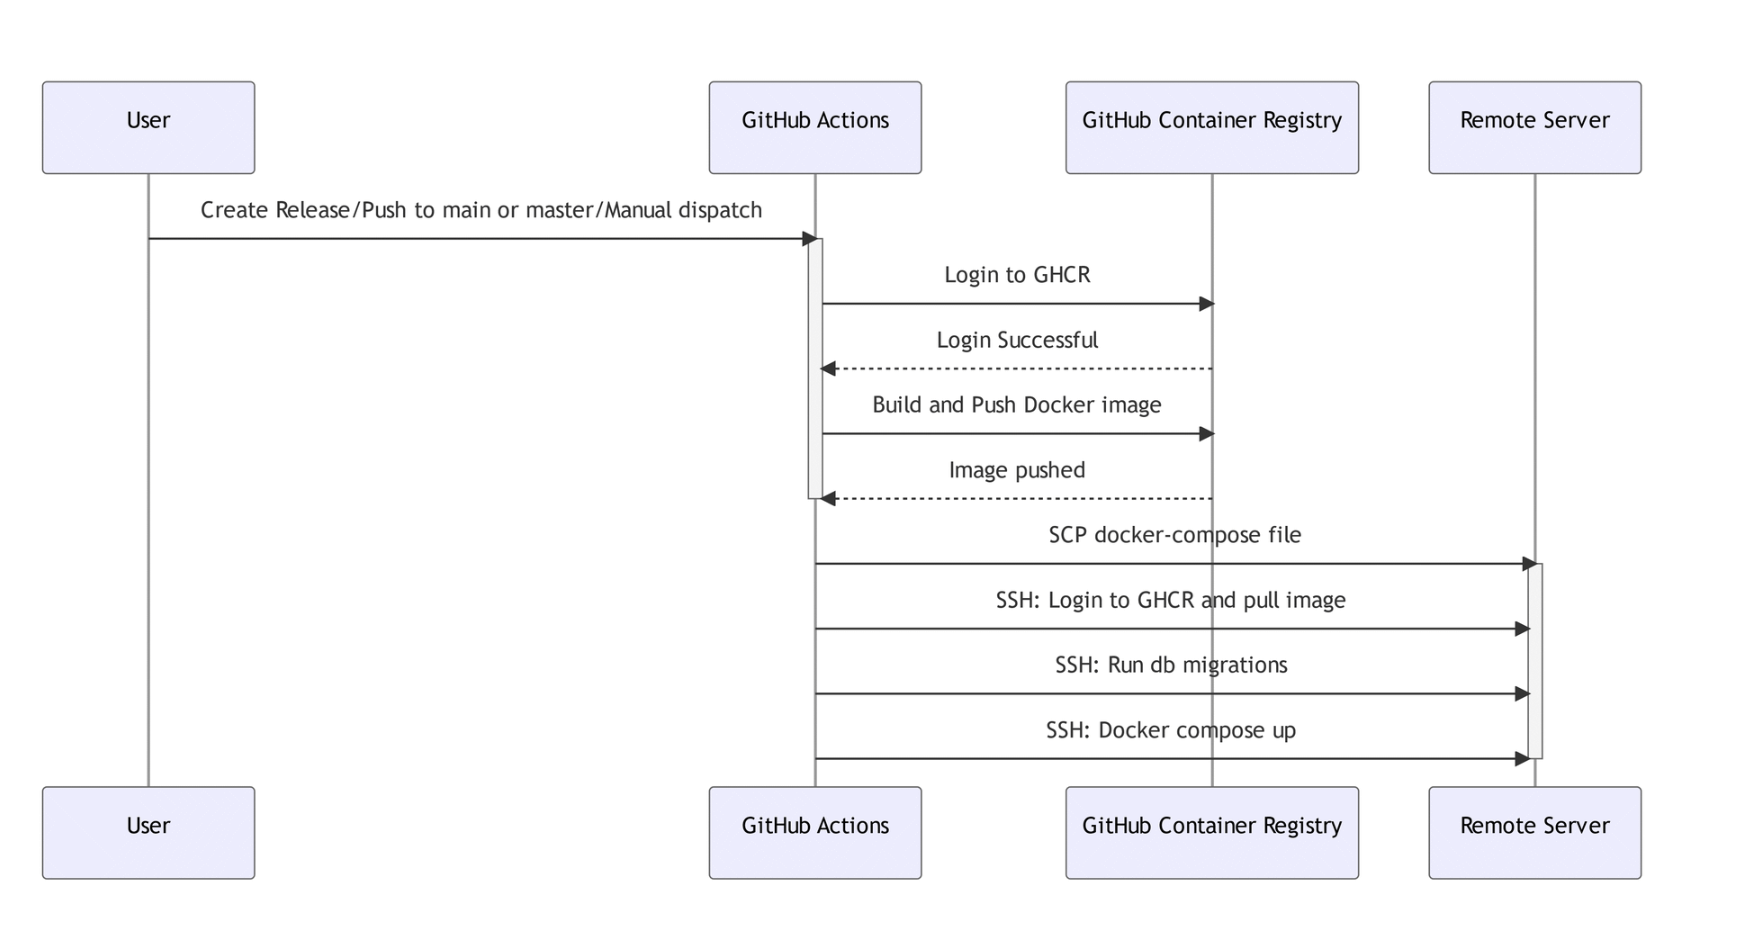 User
GitHub Actions
GitHub Container Registry
Remote Server
Create Release/Push to main or master/Manual dispatch
Login to GHCR
Login Successful
Build and Push Docker image
Image pushed
SCP docker-compose file
SSH: Login to GHCR and pull image
SSH: Run db migrations
SSH: Docker compose up
User
GitHub Actions
GitHub Container Registry
Remote Server